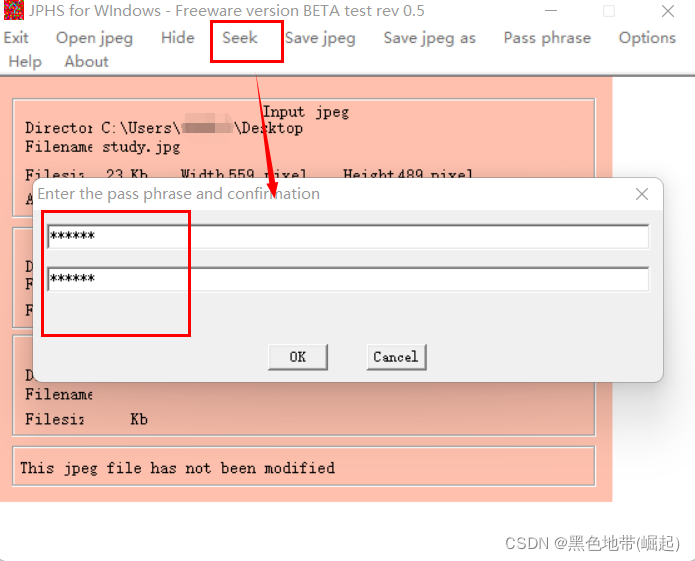 JPHS for WIndows - Freeware version BETA test rev 0.5
Exit Open jpeg Hide Seek Save jpeg Save jpeg as Pass phrase Options
Help About
Input jpeg
Director C:\Users\ \Desktop
Filename study.jpg
Filesiz 23 Kb Width 559 pixel Height 489 pixel
Enter the pass phrase and confirmation
******
******
OK Cancel
Filename
Filesiz Kb
This jpeg file has not been modified
CSDN @黑色地带(崛起)